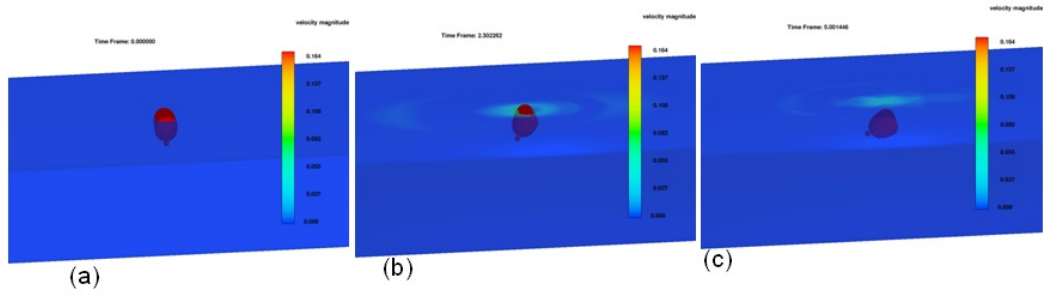 velocity magnitude
Time Frame: 0.000000
0.164
0.137
0.109
0.082
0.055
0.027
0.000
(a)
velocity magnitude
Time Frame: 2.302262
0.164
0.137
0.109
0.082
0.055
0.027
0.000
(b)
velocity magnitude
Time Frame: 5.001446
0.164
0.137
0.109
0.082
0.055
0.027
0.000
(c)